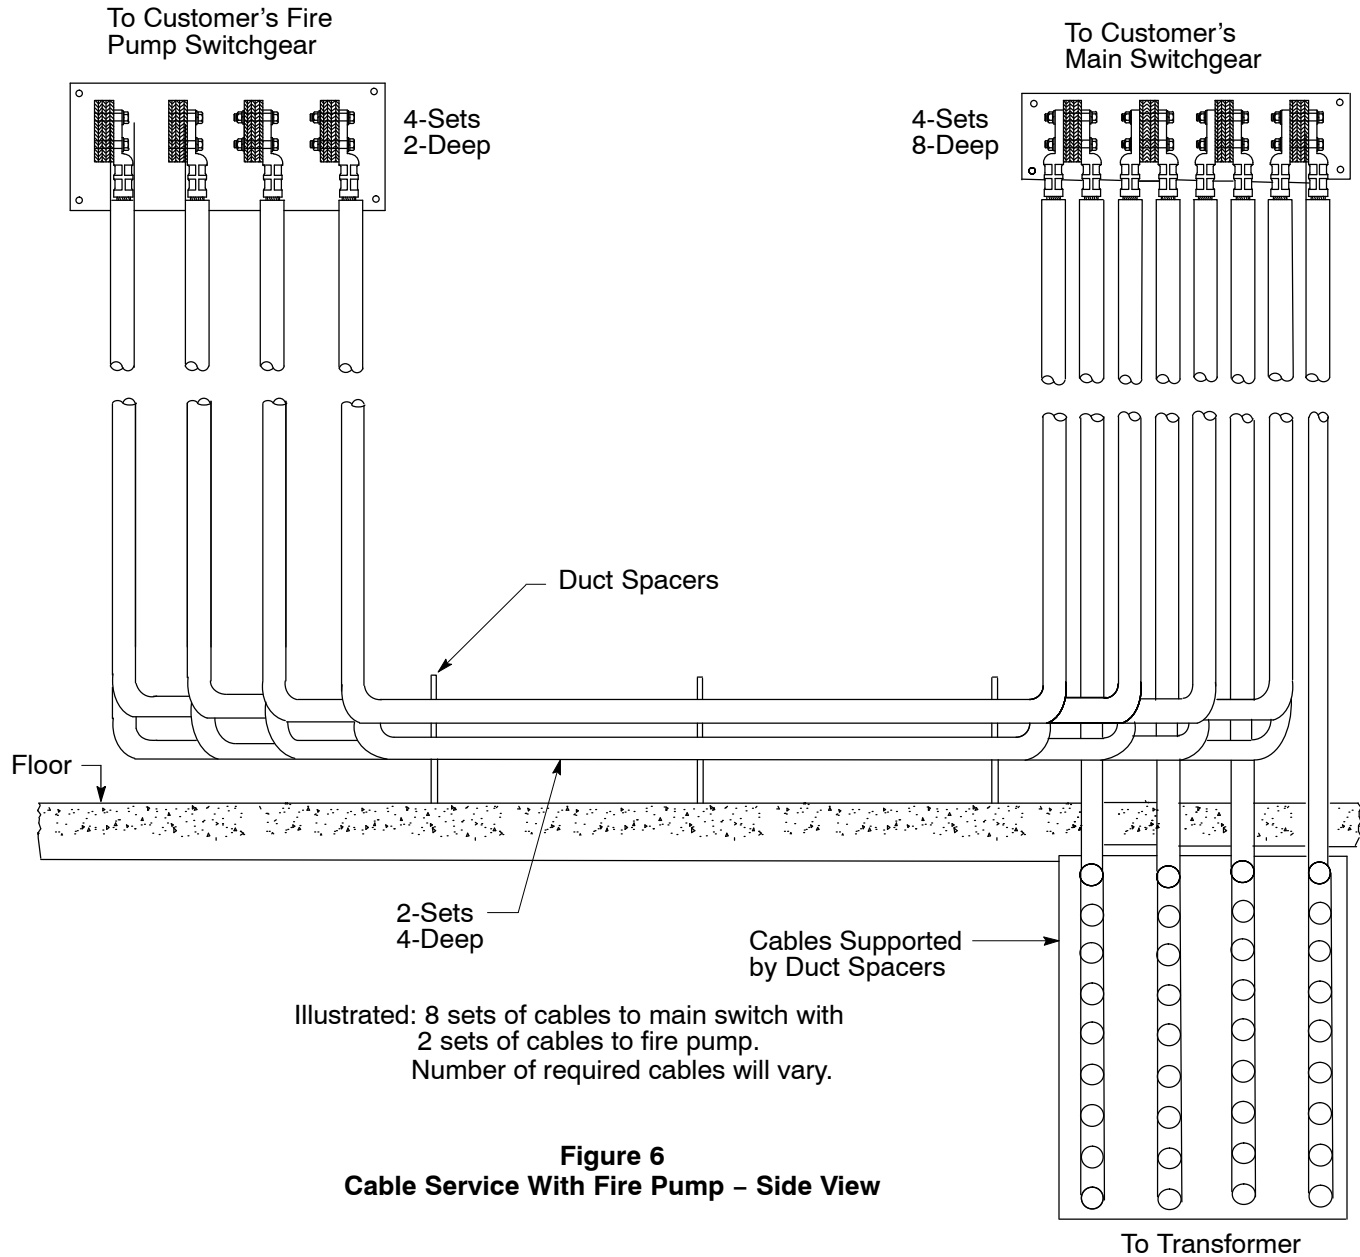 To Customer’s Fire
Pump Switchgear
To Customer’s
Main Switchgear
4-Sets
2-Deep
4-Sets
8-Deep
Duct Spacers
Floor
2-Sets
4-Deep
Cables Supported
by Duct Spacers
Illustrated: 8 sets of cables to main switch with
2 sets of cables to fire pump.
Number of required cables will vary.
Figure 6
Cable Service With Fire Pump – Side View
To Transformer